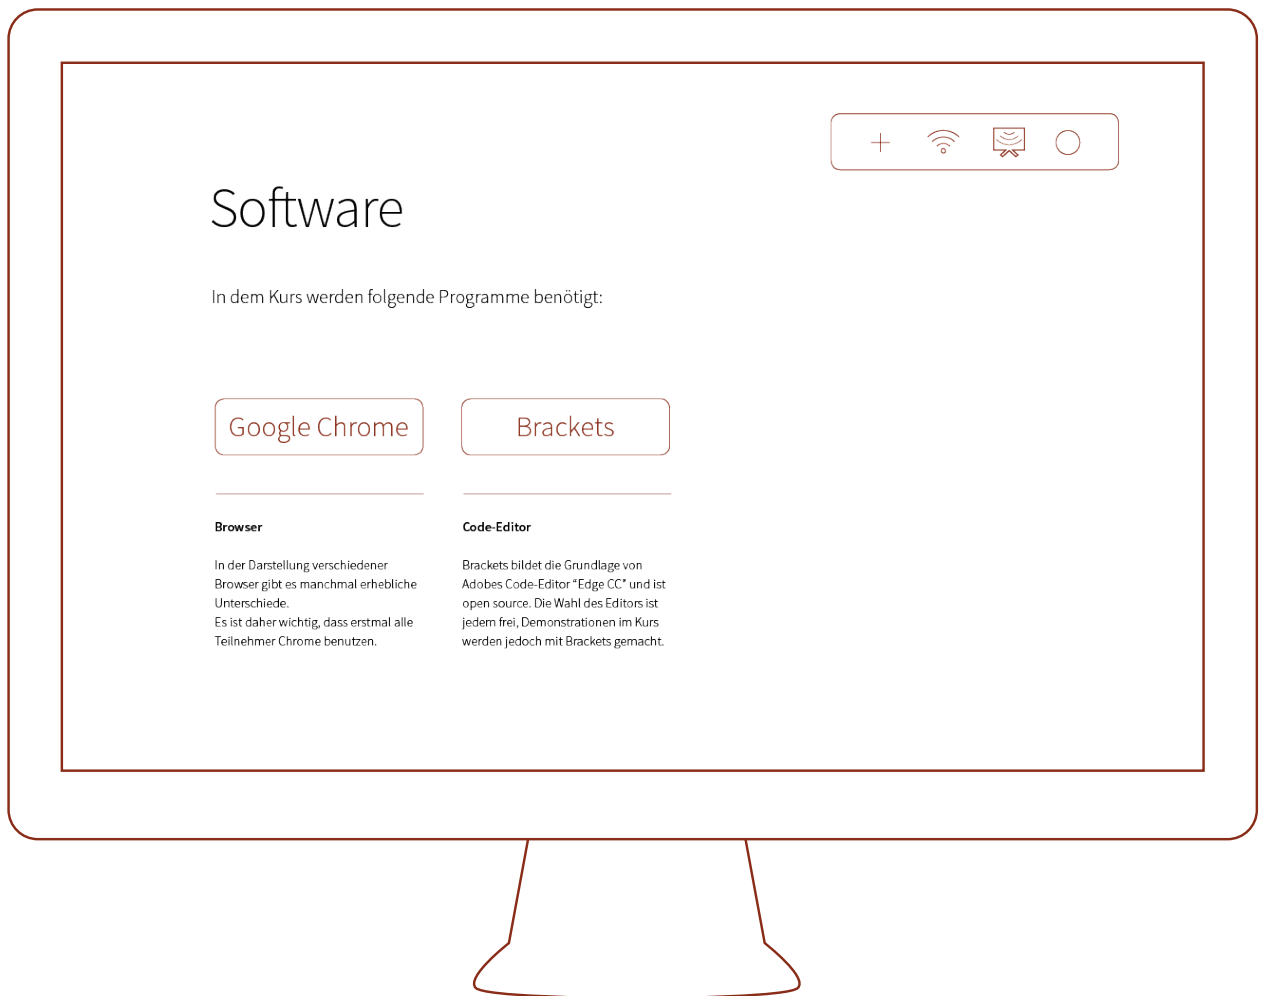 Software
In dem Kurs werden folgende Programme benötigt:
Google Chrome
Brackets
Browser
In der Darstellung verschiedener
Browser gibt es manchmal erhebliche
Unterschiede.
Es ist daher wichtig, dass erstmal alle
Teilnehmer Chrome benutzen.
Code-Editor
Brackets bildet die Grundlage von
Adobes Code-Editor “Edge CC” und ist
open source. Die Wahl des Editors ist
jedem frei, Demonstrationen im Kurs
werden jedoch mit Brackets gemacht.